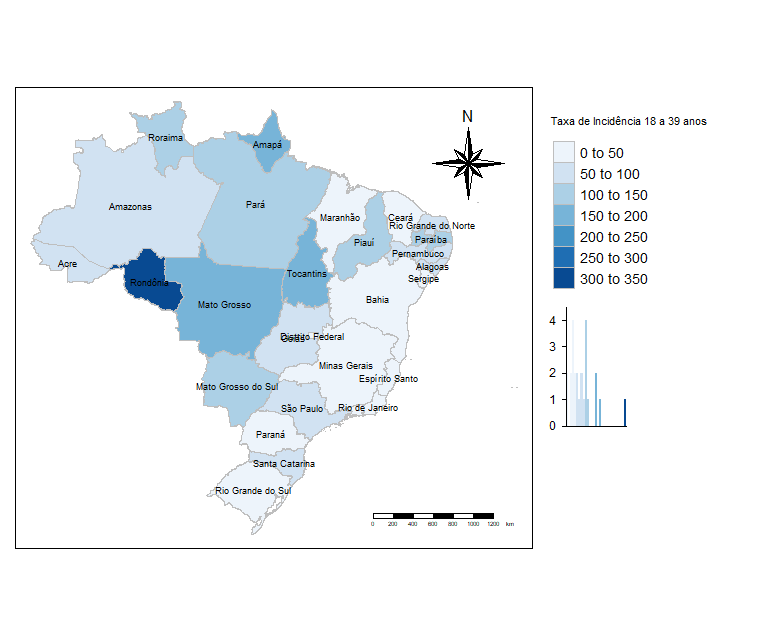 N
Taxa de Incidência 18 a 39 anos
0 to 50
50 to 100
100 to 150
150 to 200
200 to 250
250 to 300
300 to 350
4
3
2
1
0
Roraima
Amapá
Amazonas
Pará
Maranhão
Ceará
Rio Grande do Norte
Paraíba
Piauí
Pernambuco
Acre
Alagoas
Tocantins
Sergipe
Rondônia
Bahia
Mato Grosso
Distrito Federal
Goiás
Minas Gerais
Espírito Santo
Mato Grosso do Sul
São Paulo
Rio de Janeiro
Paraná
Santa Catarina
Rio Grande do Sul
0 200 400 600 800 1000 1200 km